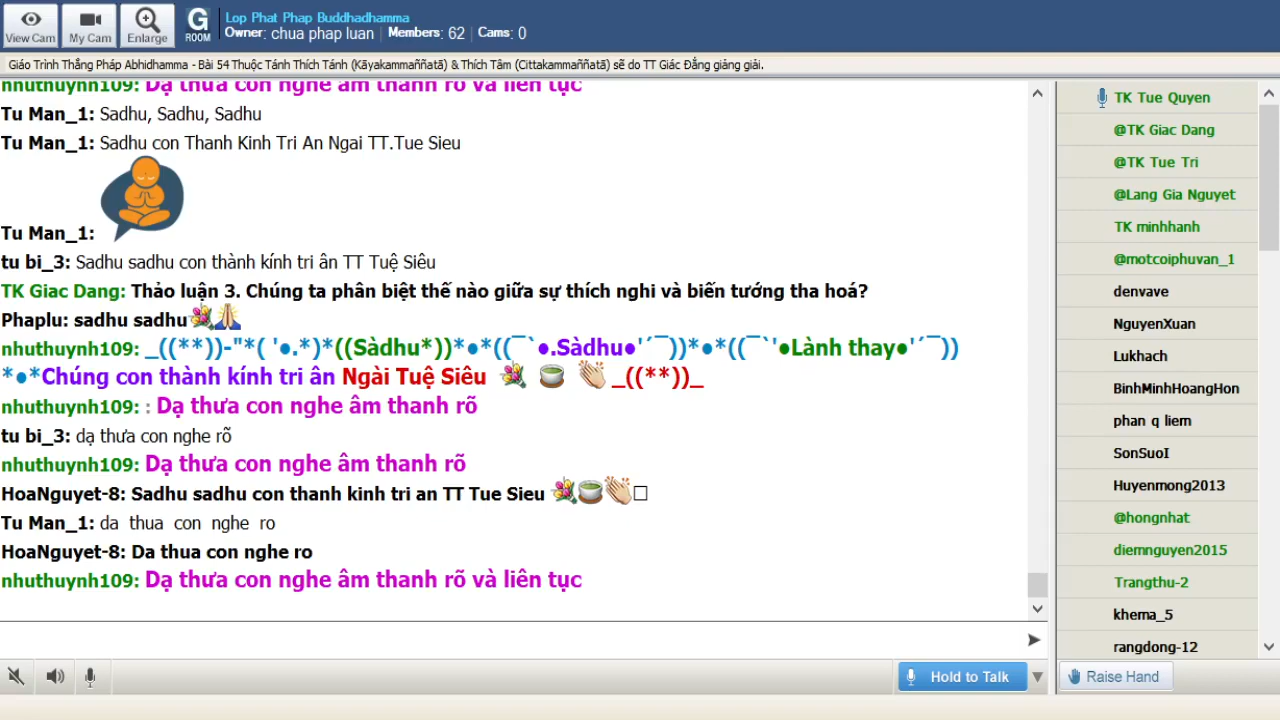 View Cam
My Cam
Enlarge
G
ROOM
Lop Phat Phap Buddhadhamma
Owner: chua phap luan | Members: 62 | Cams: 0
Giáo Trình Thắng Pháp Abhidhamma - Bài 54 Thuộc Tánh Thích Tánh (Kāyakammaññatā) & Thích Tâm (Cittakammaññatā) sẽ do TT Giác Đẳng giảng giải.
nhuthuynh109: Dạ thưa con nghe âm thanh rõ và liên tục
Tu Man_1: Sadhu, Sadhu, Sadhu
Tu Man_1: Sadhu con Thanh Kinh Tri An Ngai TT.Tue Sieu
Tu Man_1:
tu bi_3: Sadhu sadhu con thành kính tri ân TT Tuệ Siêu
TK Giac Dang: Thảo luận 3. Chúng ta phân biệt thế nào giữa sự thích nghi và biến tướng tha hoá?
Phaplu: sadhu sadhu💐🙏
nhuthuynh109: _((**))-"*( '●.*)*((Sàdhu*))*●*((¯`●.Sàdhu●'´¯))*●*((¯`'●Lành thay●'´¯))
*●*Chúng con thành kính tri ân Ngài Tuệ Siêu 💐 🍵 👏 _((**))_
nhuthuynh109: : Dạ thưa con nghe âm thanh rõ
tu bi_3: dạ thưa con nghe rõ
nhuthuynh109: Dạ thưa con nghe âm thanh rõ
HoaNguyet-8: Sadhu sadhu con thanh kinh tri an TT Tue Sieu 💐🍵👏□
Tu Man_1: da thua con nghe ro
HoaNguyet-8: Da thua con nghe ro
nhuthuynh109: Dạ thưa con nghe âm thanh rõ và liên tục
Hold to Talk
TK Tue Quyen
@TK Giac Dang
@TK Tue Tri
@Lang Gia Nguyet
TK minhhanh
@motcoiphuvan_1
denvave
NguyenXuan
Lukhach
BinhMinhHoangHon
phan q liem
SonSuoI
Huyenmong2013
@hongnhat
diemnguyen2015
Trangthu-2
khema_5
rangdong-12
Raise Hand